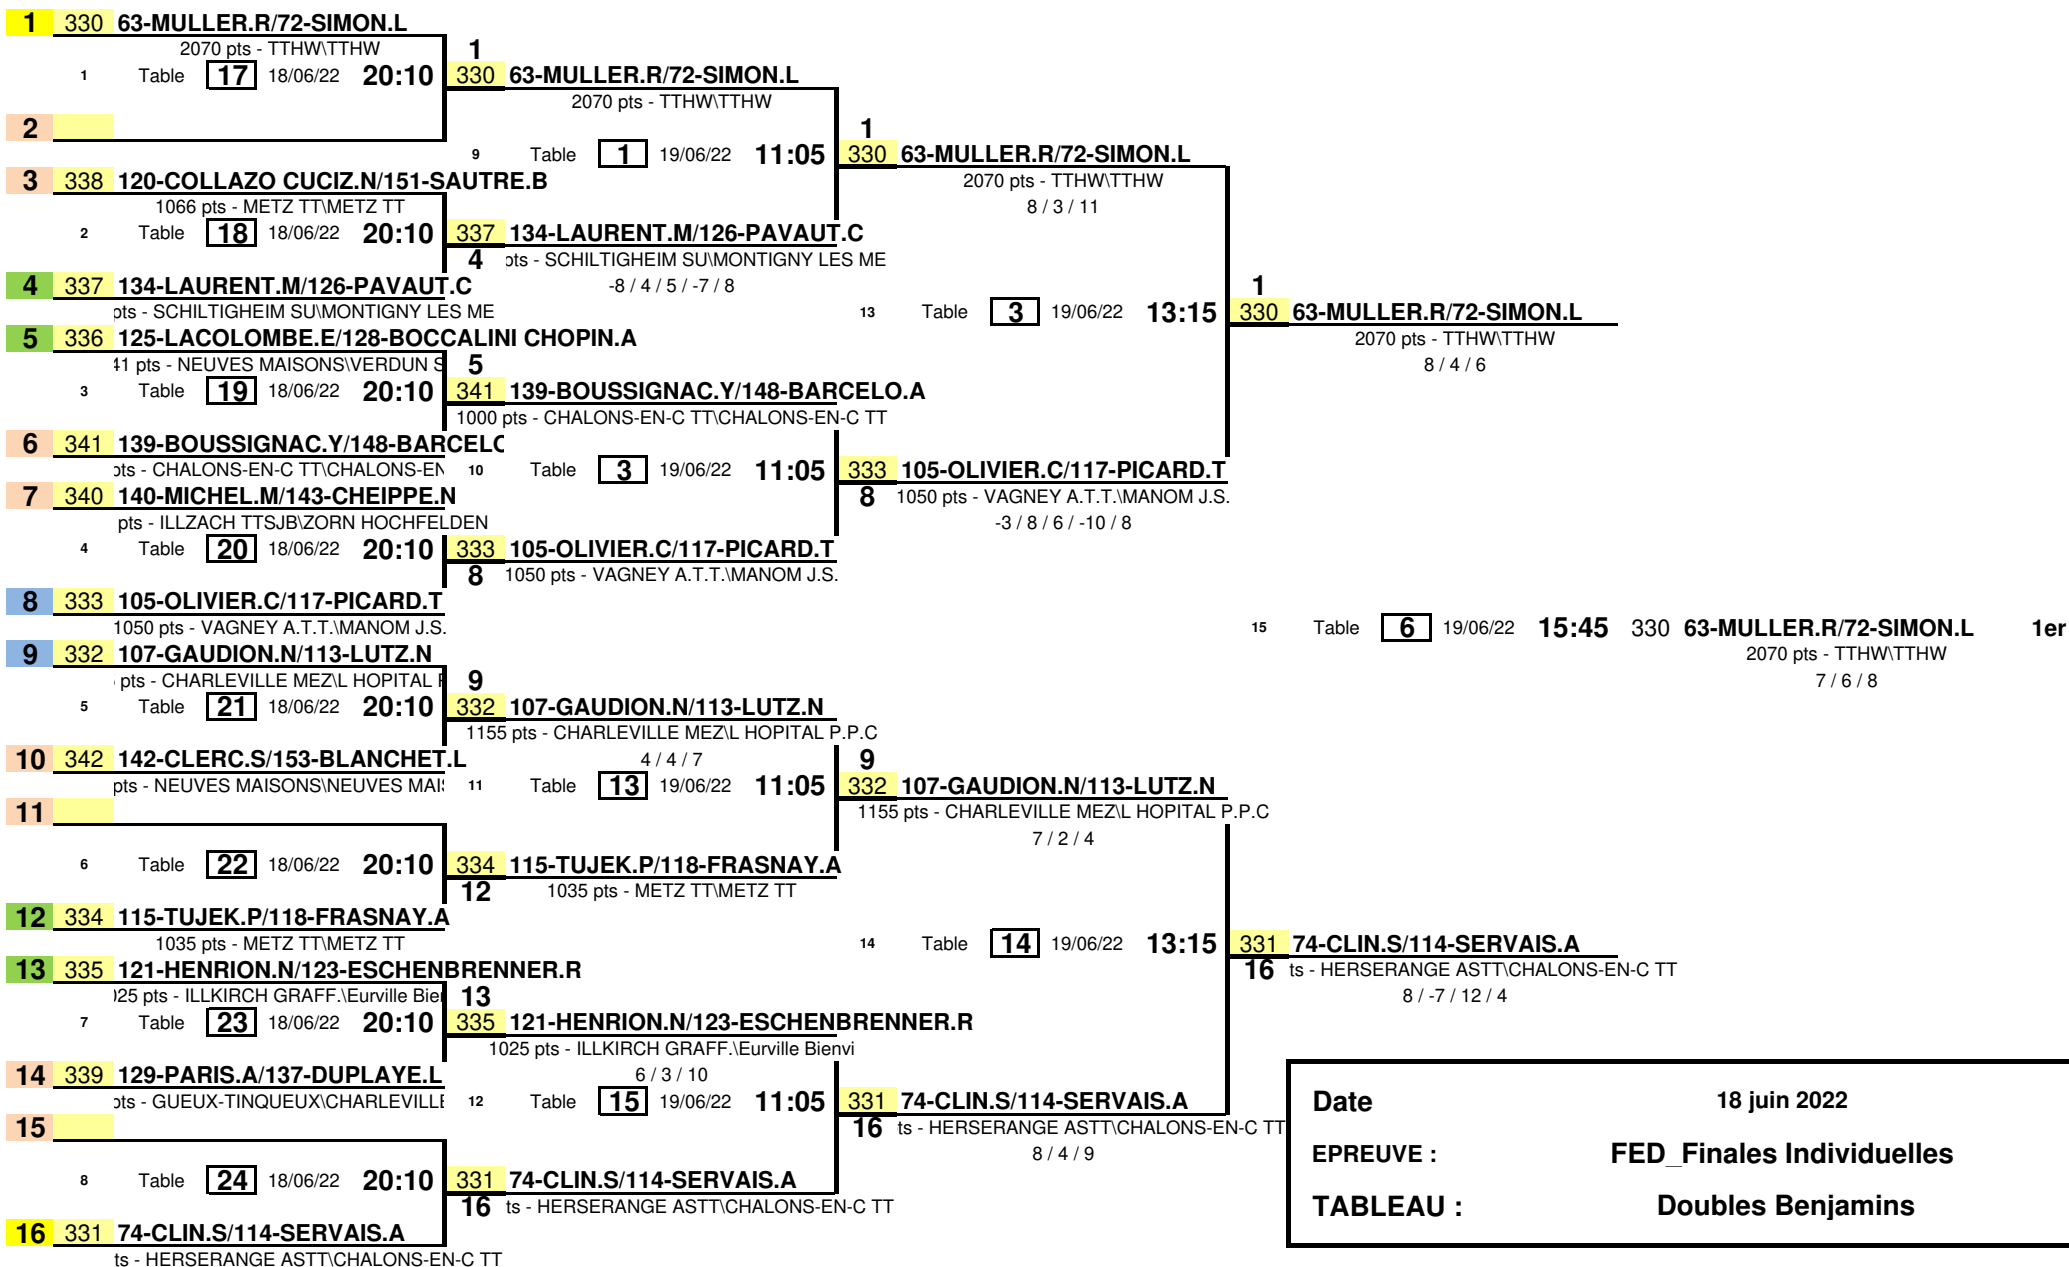 1 330 63-MULLER.R/72-SIMON.L
2070 pts - TTHW\TTHW
1 Table 17 18/06/22 20:10
2
3 338 120-COLLAZO CUCIZ.N/151-SAUTRE.B
1066 pts - METZ TT\METZ TT
2 Table 18 18/06/22 20:10
4 337 134-LAURENT.M/126-PAVAUT.C
pts - SCHILTIGHEIM SU\MONTIGNY LES ME
5 336 125-LACOLOMBE.E/128-BOCCALINI CHOPIN.A
41 pts - NEUVES MAISONS\VERDUN S
3 Table 19 18/06/22 20:10
6 341 139-BOUSSIGNAC.Y/148-BARCELO
pts - CHALONS-EN-C TT\CHALONS-EN
7 340 140-MICHEL.M/143-CHEIPPE.N
pts - ILLZACH TTSJB\ZORN HOCHFELDEN
4 Table 20 18/06/22 20:10
8 333 105-OLIVIER.C/117-PICARD.T
1050 pts - VAGNEY A.T.T.\MANOM J.S.
9 332 107-GAUDION.N/113-LUTZ.N
pts - CHARLEVILLE MEZ\L HOPITAL P
5 Table 21 18/06/22 20:10
10 342 142-CLERC.S/153-BLANCHET.L
pts - NEUVES MAISONS\NEUVES MAIS
11
6 Table 22 18/06/22 20:10
12 334 115-TUJEK.P/118-FRASNAY.A
1035 pts - METZ TT\METZ TT
13 335 121-HENRION.N/123-ESCHENBRENNER.R
025 pts - ILLKIRCH GRAFF.\Eurville Bien
7 Table 23 18/06/22 20:10
14 339 129-PARIS.A/137-DUPLAYE.L
pts - GUEUX-TINQUEUX\CHARLEVILLE
15
8 Table 24 18/06/22 20:10
16 331 74-CLIN.S/114-SERVAIS.A
ts - HERSERANGE ASTT\CHALONS-EN-C TT
1
330 63-MULLER.R/72-SIMON.L
2070 pts - TTHW\TTHW
9 Table 1 19/06/22 11:05
337 134-LAURENT.M/126-PAVAUT.C
4 pts - SCHILTIGHEIM SU\MONTIGNY LES ME
-8 / 4 / 5 / -7 / 8
5
341 139-BOUSSIGNAC.Y/148-BARCELO.A
1000 pts - CHALONS-EN-C TT\CHALONS-EN-C TT
10 Table 3 19/06/22 11:05
333 105-OLIVIER.C/117-PICARD.T
8 1050 pts - VAGNEY A.T.T.\MANOM J.S.
9
332 107-GAUDION.N/113-LUTZ.N
1155 pts - CHARLEVILLE MEZ\L HOPITAL P.P.C
4 / 4 / 7
11 Table 13 19/06/22 11:05
334 115-TUJEK.P/118-FRASNAY.A
12 1035 pts - METZ TT\METZ TT
13
335 121-HENRION.N/123-ESCHENBRENNER.R
1025 pts - ILLKIRCH GRAFF.\Eurville Bienvi
6 / 3 / 10
12 Table 15 19/06/22 11:05
331 74-CLIN.S/114-SERVAIS.A
16 ts - HERSERANGE ASTT\CHALONS-EN-C TT
1
330 63-MULLER.R/72-SIMON.L
2070 pts - TTHW\TTHW
8 / 3 / 11
13 Table 3 19/06/22 13:15
333 105-OLIVIER.C/117-PICARD.T
8 1050 pts - VAGNEY A.T.T.\MANOM J.S.
-3 / 8 / 6 / -10 / 8
9
332 107-GAUDION.N/113-LUTZ.N
1155 pts - CHARLEVILLE MEZ\L HOPITAL P.P.C
7 / 2 / 4
14 Table 14 19/06/22 13:15
331 74-CLIN.S/114-SERVAIS.A
16 ts - HERSERANGE ASTT\CHALONS-EN-C TT
8 / 4 / 9
1
330 63-MULLER.R/72-SIMON.L
2070 pts - TTHW\TTHW
8 / 4 / 6
15 Table 6 19/06/22 15:45 330 63-MULLER.R/72-SIMON.L 1er
2070 pts - TTHW\TTHW
7 / 6 / 8
331 74-CLIN.S/114-SERVAIS.A
16 ts - HERSERANGE ASTT\CHALONS-EN-C TT
8 / -7 / 12 / 4
Date 18 juin 2022
EPREUVE : FED_Finales Individuelles
TABLEAU : Doubles Benjamins